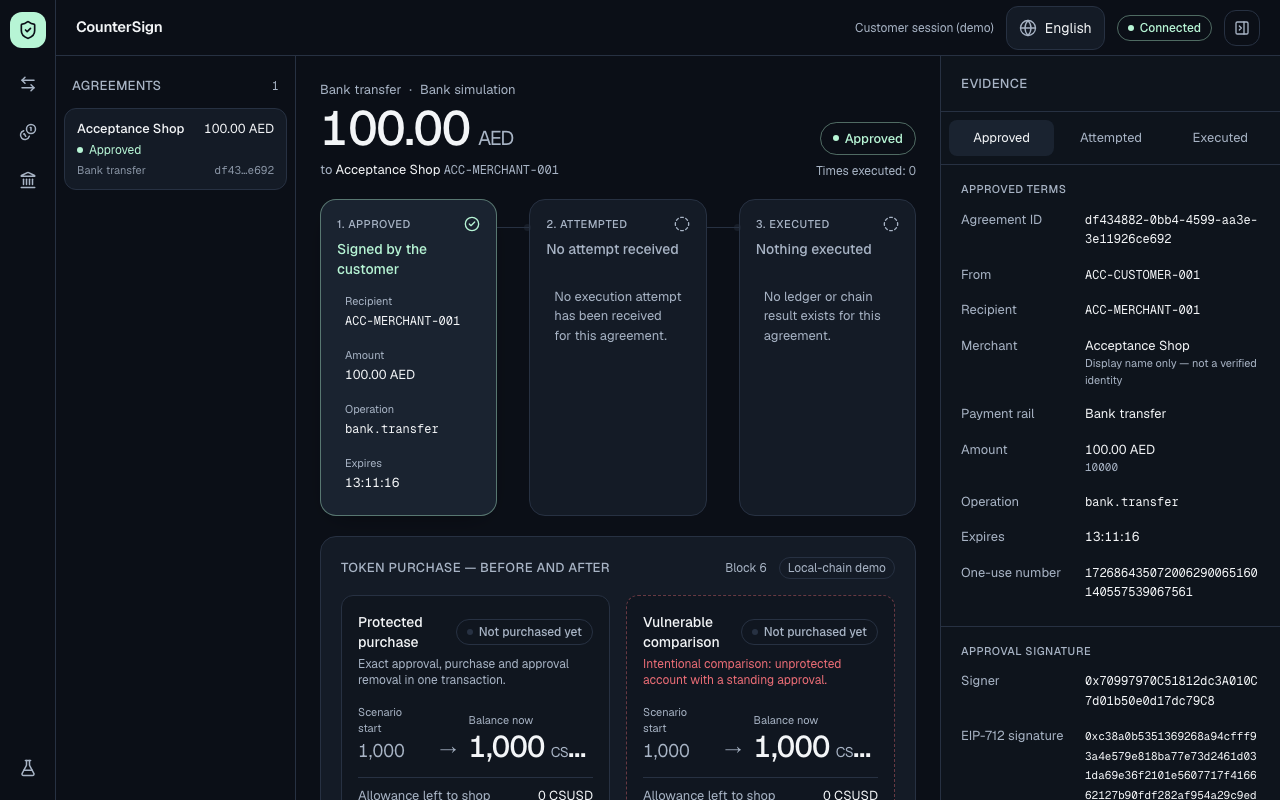 CounterSign
Customer session (demo)
English
Connected
AGREEMENTS 1
Acceptance Shop 100.00 AED
Approved
Bank transfer df43…e692
Bank transfer · Bank simulation
100.00 AED
Approved
to Acceptance Shop ACC-MERCHANT-001
Times executed: 0
1. APPROVED
Signed by the
customer
Recipient
ACC-MERCHANT-001
Amount
100.00 AED
Operation
bank.transfer
Expires
13:11:16
2. ATTEMPTED
No attempt received
No execution attempt
has been received
for this agreement.
3. EXECUTED
Nothing executed
No ledger or chain
result exists for this
agreement.
TOKEN PURCHASE — BEFORE AND AFTER
Block 6
Local-chain demo
Protected
purchase
Not purchased yet
Exact approval, purchase and approval
removal in one transaction.
Scenario
start
1,000
→
Balance now
1,000 CS…
Allowance left to shop 0 CSUSD
Vulnerable
comparison
Not purchased yet
Intentional comparison: unprotected
account with a standing approval.
Scenario
start
1,000
→
Balance now
1,000 CS…
Allowance left to shop 0 CSUSD
EVIDENCE
Approved Attempted Executed
APPROVED TERMS
Agreement ID df434882-0bb4-4599-aa3e-
3e11926ce692
From ACC-CUSTOMER-001
Recipient ACC-MERCHANT-001
Merchant Acceptance Shop
Display name only — not a verified
identity
Payment rail Bank transfer
Amount 100.00 AED
10000
Operation bank.transfer
Expires 13:11:16
One-use number 172686435072006290065160
140557539067561
APPROVAL SIGNATURE
Signer 0x70997970C51812dc3A010C
7d01b50e0d17dc79C8
EIP-712 signature 0xc38a0b5351369268a94cfff9
3a4e579e818ba77e73d2461d03
1da69e36f2101e5607717f4166
62127b90fdf282af954a29c9ed